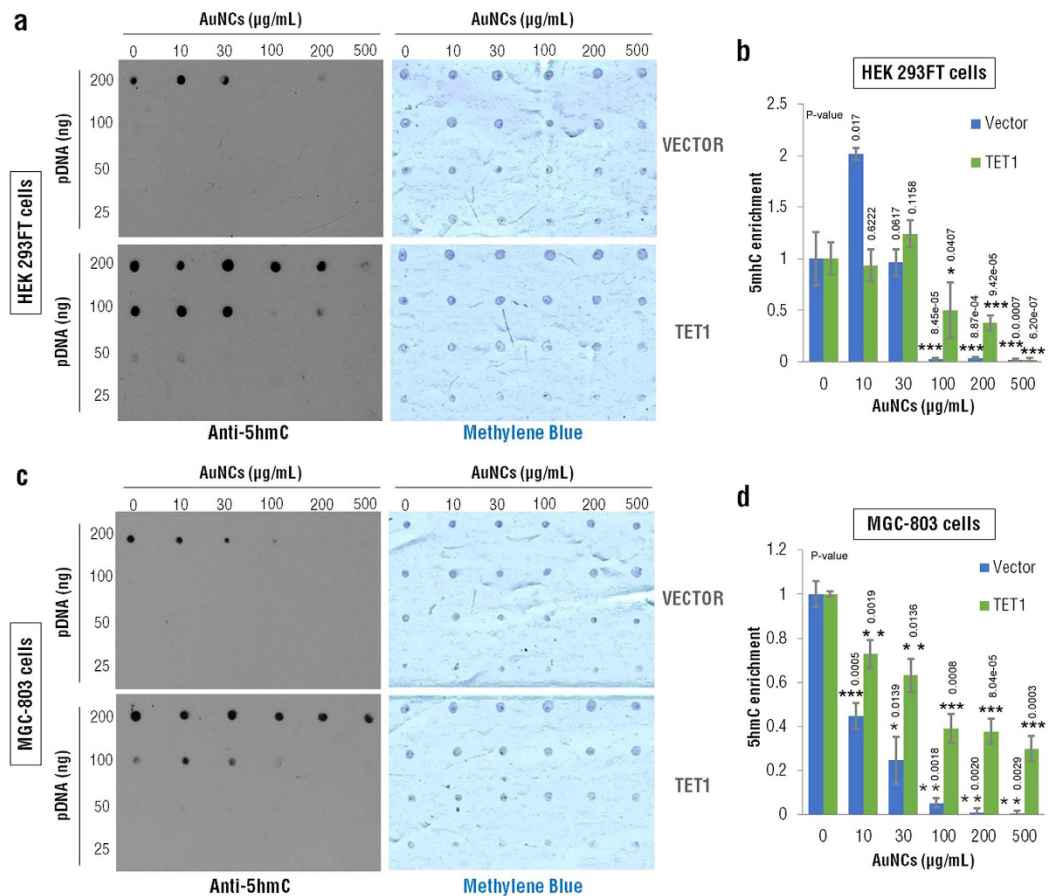 a
AuNCs (µg/mL)
AuNCs (µg/mL)
0 10 30 100 200 500
0 10 30 100 200 500
HEK 293FT cells
pDNA (ng)
200
100
50
25
VECTOR
pDNA (ng)
200
100
50
25
TET1
Anti-5hmC
Methylene Blue
b
HEK 293FT cells
P-value
Vector
TET1
5mhC enrichment
2.5
2
1.5
1
0.5
0
0.017
0.6222
0.0617
0.1158
*** 8.45e-05
* 0.0407
*** 8.87e-04
*** 9.42e-05
*** 0.0.0007
*** 6.20e-07
0 10 30 100 200 500
AuNCs (µg/mL)
c
AuNCs (µg/mL)
AuNCs (µg/mL)
0 10 30 100 200 500
0 10 30 100 200 500
MGC-803 cells
pDNA (ng)
200
100
50
25
VECTOR
pDNA (ng)
200
100
50
25
TET1
Anti-5hmC
Methylene Blue
d
MGC-803 cells
P-value
Vector
TET1
5hmC enrichment
1.2
1
0.8
0.6
0.4
0.2
0
*** 0.0005
* * 0.0019
* 0.0139
* * 0.0136
* * 0.0018
*** 0.0008
* * 0.0020
*** 8.04e-05
* * 0.0029
*** 0.0003
0 10 30 100 200 500
AuNCs (µg/mL)